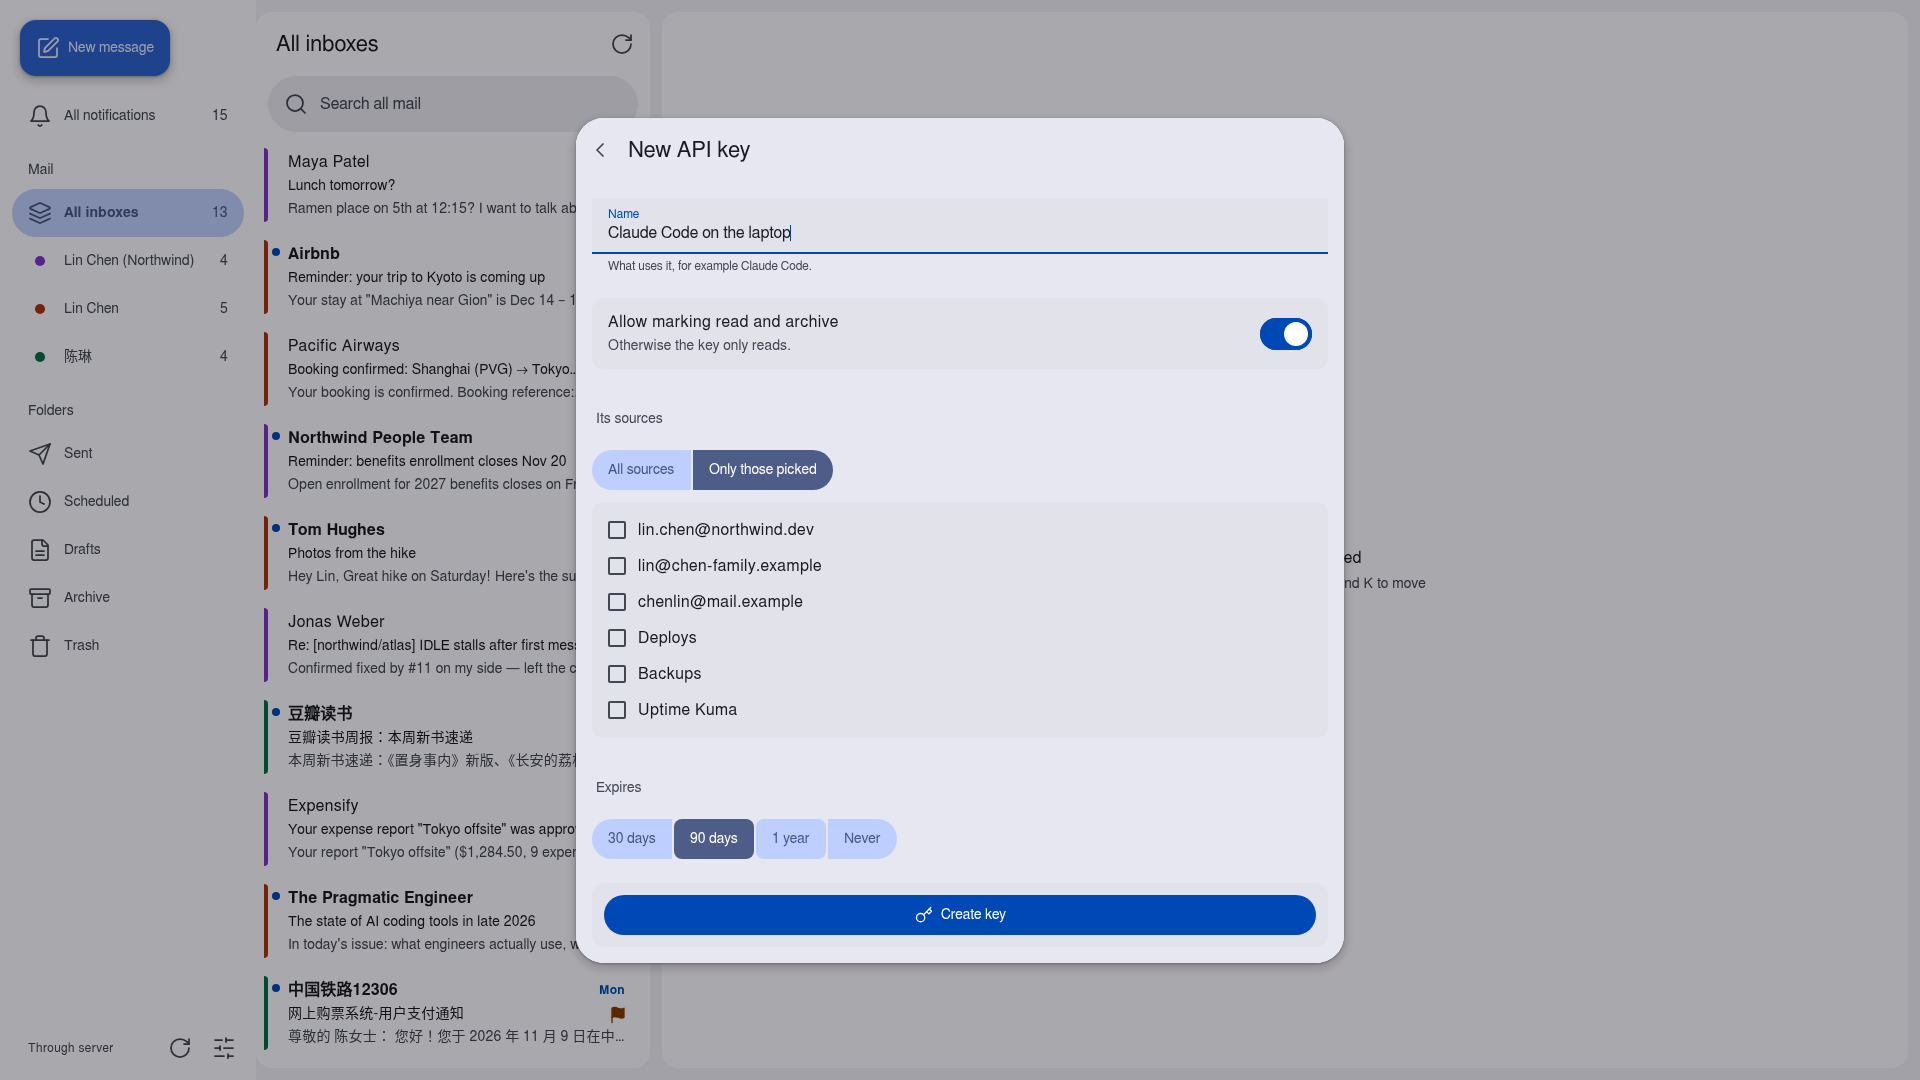 New message
All notifications 15
Mail
All inboxes 13
Lin Chen (Northwind) 4
Lin Chen 5
陈琳 4
Folders
Sent
Scheduled
Drafts
Archive
Trash
Through server
All inboxes
Search all mail
Maya Patel
Lunch tomorrow?
Ramen place on 5th at 12:15? I want to talk ab
Airbnb
Reminder: your trip to Kyoto is coming up
Your stay at "Machiya near Gion" is Dec 14 – 1
Pacific Airways
Booking confirmed: Shanghai (PVG) → Tokyo..
Your booking is confirmed. Booking reference:
Northwind People Team
Reminder: benefits enrollment closes Nov 20
Open enrollment for 2027 benefits closes on Fr
Tom Hughes
Photos from the hike
Hey Lin, Great hike on Saturday! Here's the su
Jonas Weber
Re: [northwind/atlas] IDLE stalls after first mes
Confirmed fixed by #11 on my side — left the c
豆瓣读书
豆瓣读书周报：本周新书速递
本周新书速递：《置身事内》新版、《长安的荔枝
Expensify
Your expense report "Tokyo offsite" was appro
Your report "Tokyo offsite" ($1,284.50, 9 exper
The Pragmatic Engineer
The state of AI coding tools in late 2026
In today's issue: what engineers actually use, w
中国铁路12306 Mon
网上购票系统-用户支付通知
尊敬的 陈女士： 您好！您于 2026 年 11 月 9 日在中...
New API key
Name
Claude Code on the laptop
What uses it, for example Claude Code.
Allow marking read and archive
Otherwise the key only reads.
Its sources
All sources Only those picked
lin.chen@northwind.dev
lin@chen-family.example
chenlin@mail.example
Deploys
Backups
Uptime Kuma
Expires
30 days 90 days 1 year Never
Create key
ed
nd K to move